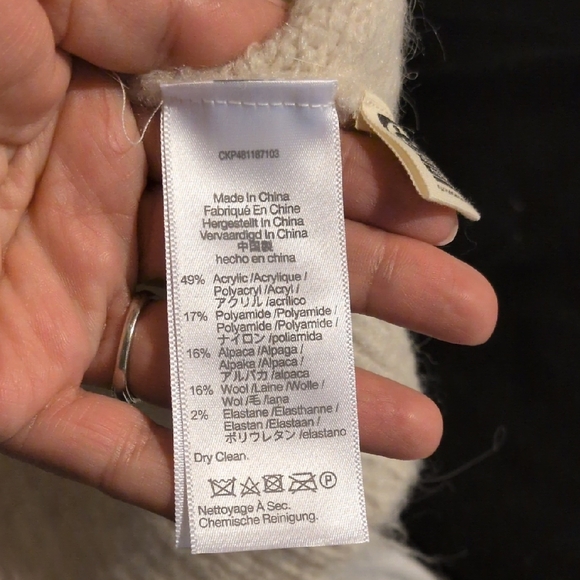 CKP481187103
Made In China
Fabriqué En Chine
Hergestellt In China
Vervaardigd In China
中国製
hecho en china
49% Acrylic /Acrylique /
Polyacryl /Acryl /
アクリル /acrílico
17% Polyamide /Polyamide /
Polyamide /Polyamide /
ナイロン /poliamida
16% Alpaca /Alpaga /
Alpaka /Alpaca /
アルパカ /alpaca
16% Wool /Laine /Wolle /
Wol /毛 /lana
2% Elastane /Elasthanne /
Elastan /Elastaan /
ポリウレタン /elastano
Dry Clean.
P
Nettoyage À Sec.
Chemische Reinigung.